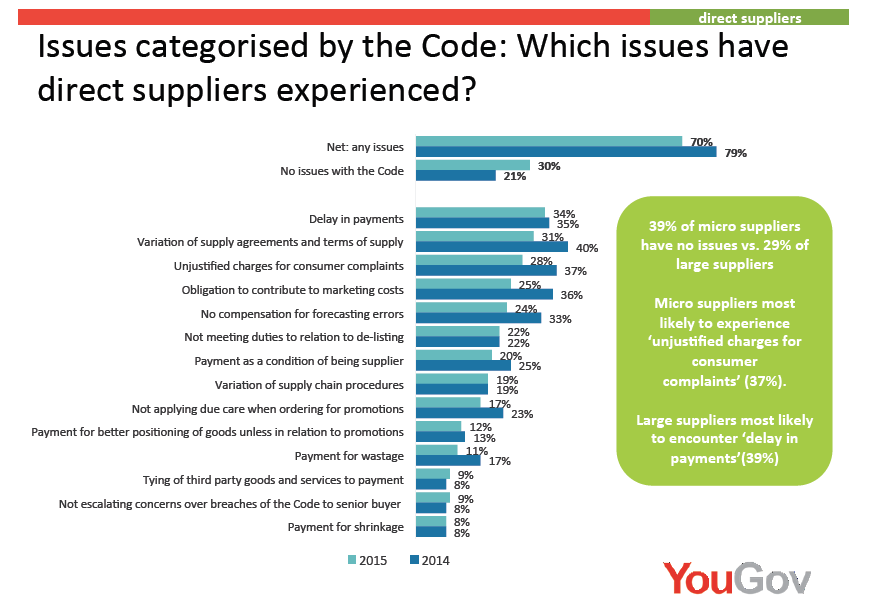 direct suppliers
Issues categorised by the Code: Which issues have
direct suppliers experienced?
Net: any issues
70%
79%
No issues with the Code
30%
21%
Delay in payments
34%
35%
Variation of supply agreements and terms of supply
31%
40%
Unjustified charges for consumer complaints
28%
37%
Obligation to contribute to marketing costs
25%
36%
No compensation for forecasting errors
24%
33%
Not meeting duties to relation to de-listing
22%
22%
Payment as a condition of being supplier
20%
25%
Variation of supply chain procedures
19%
19%
Not applying due care when ordering for promotions
17%
23%
Payment for better positioning of goods unless in relation to promotions
12%
13%
Payment for wastage
11%
17%
Tying of third party goods and services to payment
9%
8%
Not escalating concerns over breaches of the Code to senior buyer
9%
8%
Payment for shrinkage
8%
8%
2015
2014
39% of micro suppliers
have no issues vs. 29% of
large suppliers
Micro suppliers most
likely to experience
‘unjustified charges for
consumer
complaints’ (37%).
Large suppliers most likely
to encounter ‘delay in
payments’(39%)
YouGov